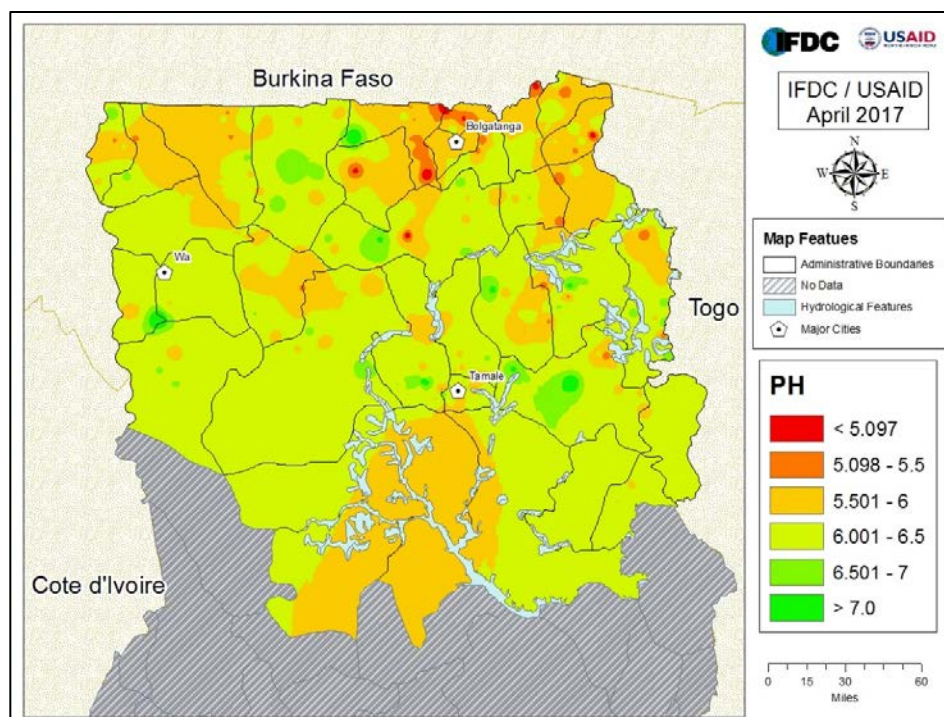 Burkina Faso
Bolgatanga
Wa
Togo
Tamale
Cote d'Ivoire
IFDC
USAID
IFDC / USAID
April 2017
N
W
E
S
Map Featues
Administrative Boundaries
No Data
Hydrological Features
Major Cities
PH
< 5.097
5.098 - 5.5
5.501 - 6
6.001 - 6.5
6.501 - 7
> 7.0
0 15 30 60
Miles